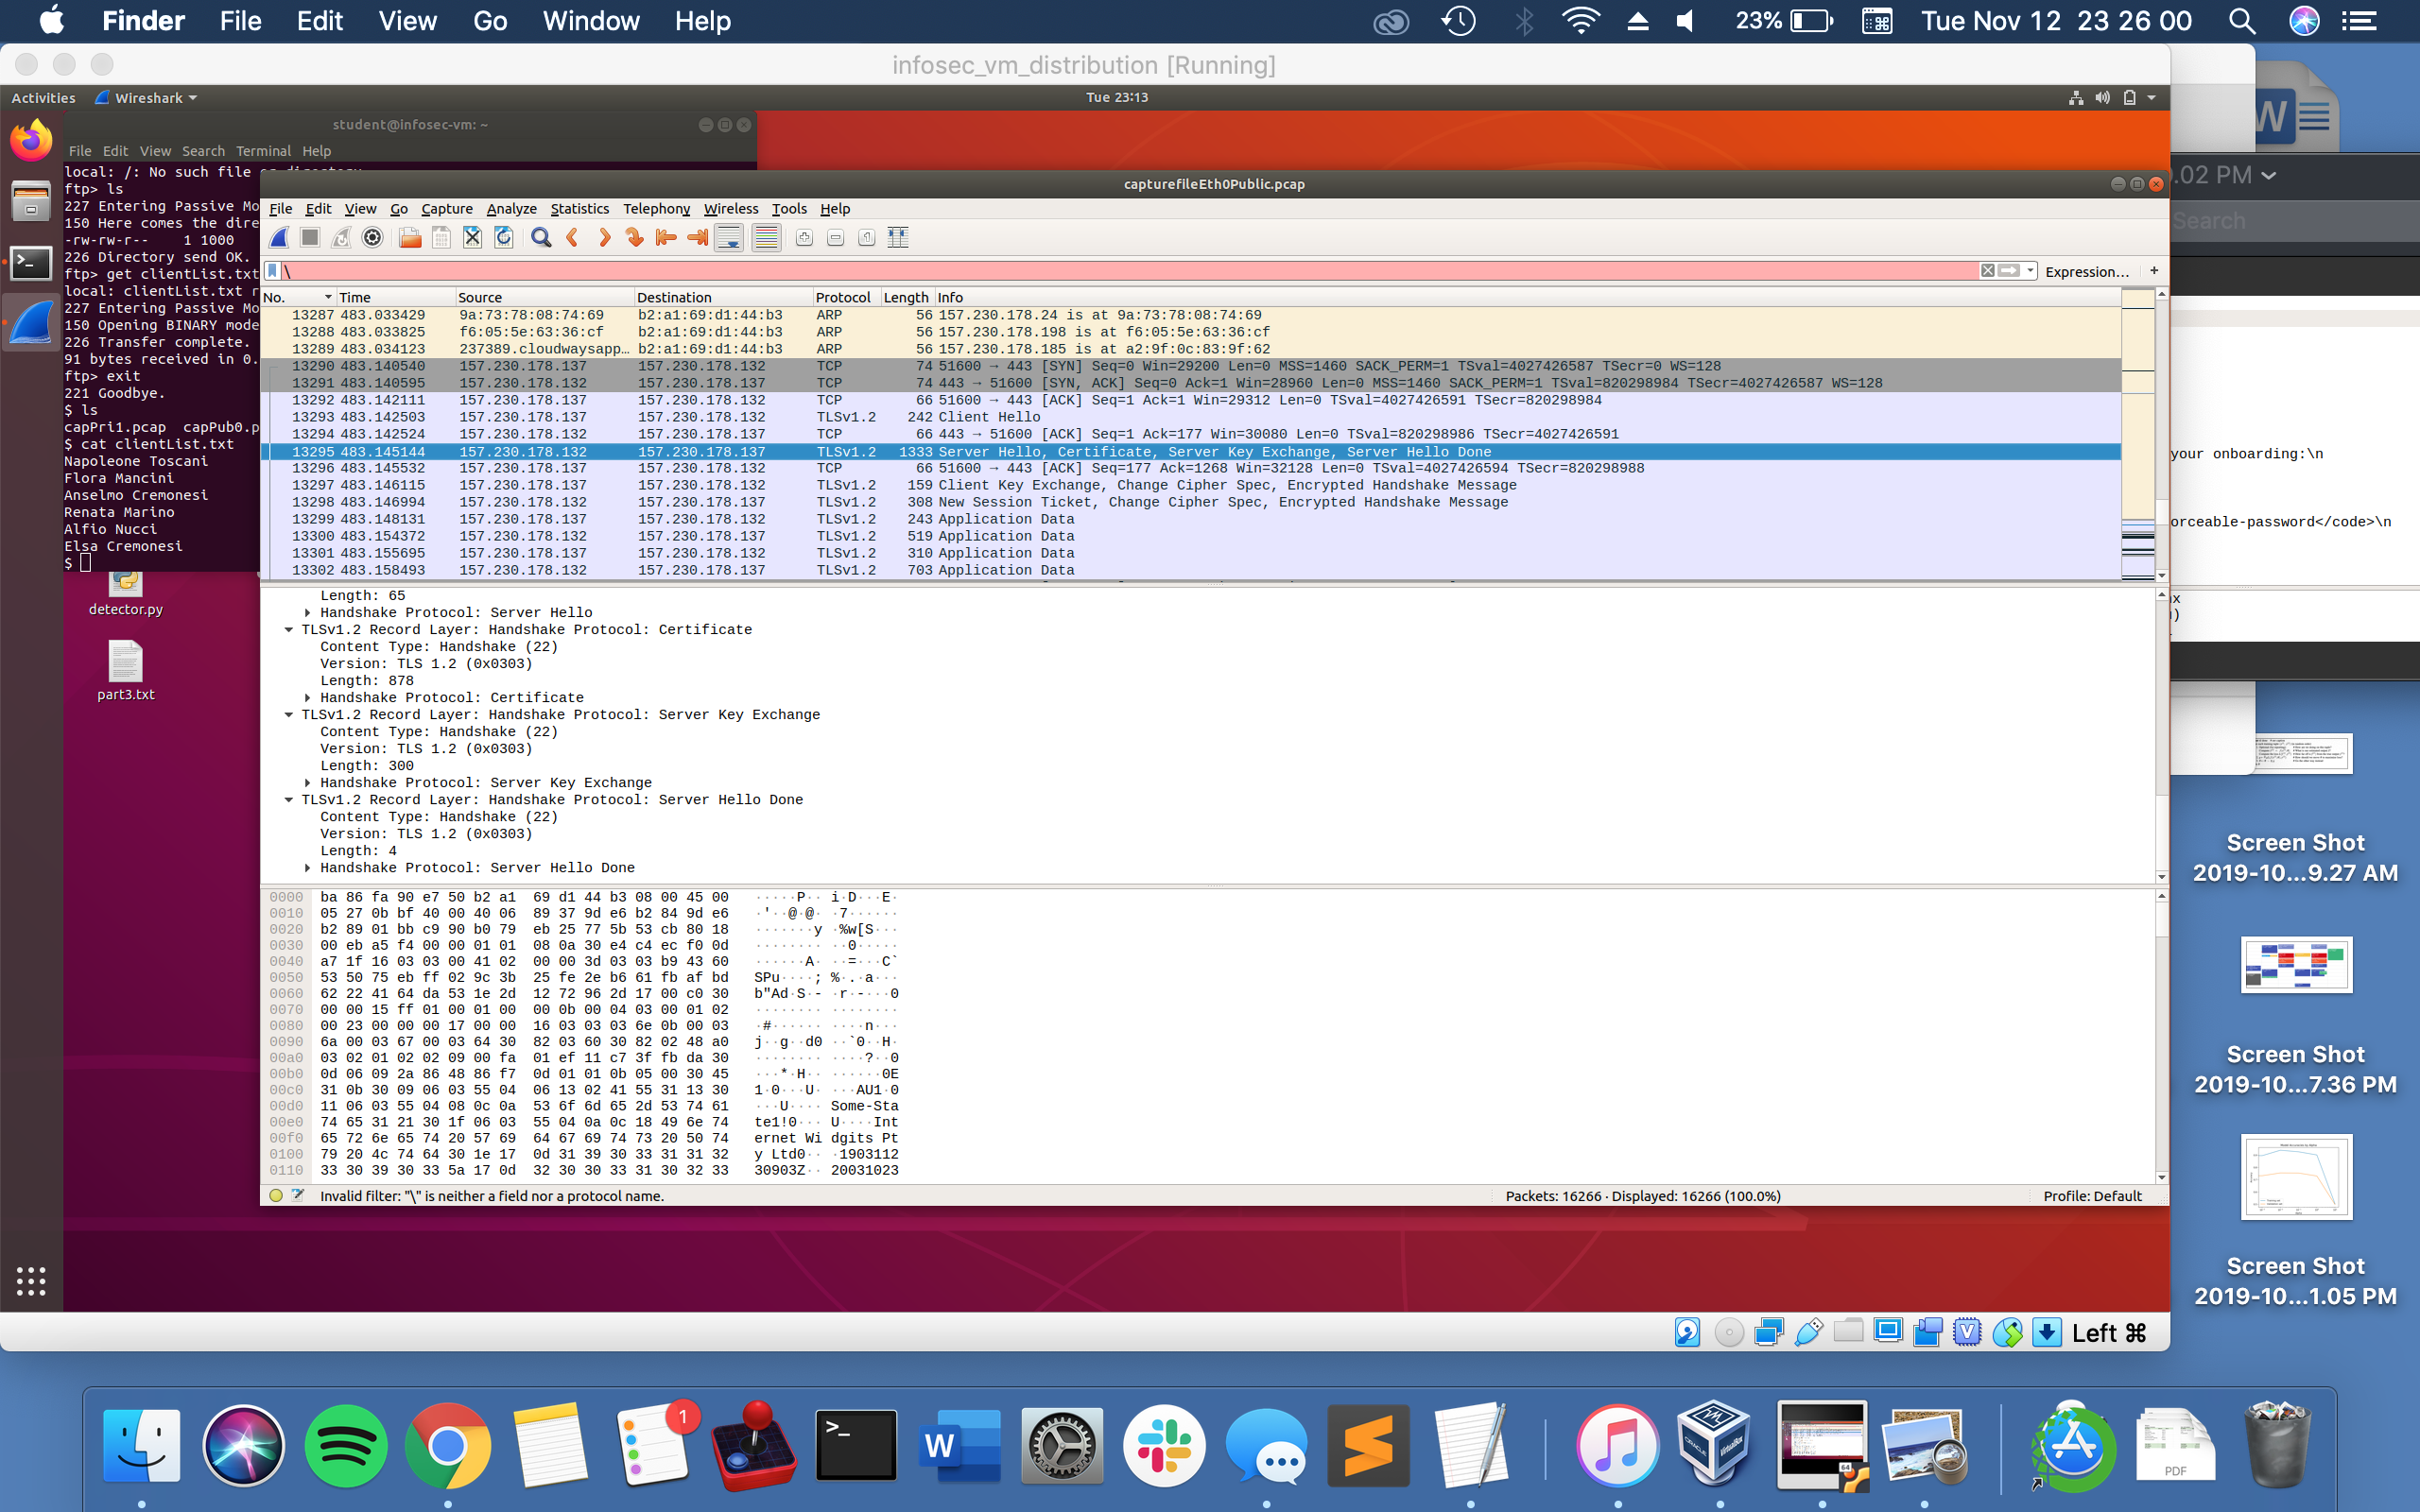 Finder File Edit View Go Window Help 23% Tue Nov 12 23 26 00
infosec_vm_distribution [Running]
Activities Wireshark Tue 23:13
student@infosec-vm: ~
File Edit View Search Terminal Help
local: /: No such file
ftp> ls
227 Entering Passive Mo
150 Here comes the dire
-rw-rw-r-- 1 1000
226 Directory send OK.
ftp> get clientList.txt
local: clientList.txt r
227 Entering Passive Mo
150 Opening BINARY mode
226 Transfer complete.
91 bytes received in 0.
ftp> exit
221 Goodbye.
$ ls
capPri1.pcap capPub0.p
$ cat clientList.txt
Napoleone Toscani
Flora Mancini
Anselmo Cremonesi
Renata Marino
Alfio Nucci
Elsa Cremonesi
$
detector.py
part3.txt
capturefileEth0Public.pcap
File Edit View Go Capture Analyze Statistics Telephony Wireless Tools Help
\ Expression… +
No. Time Source Destination Protocol Length Info
13287 483.033429 9a:73:78:08:74:69 b2:a1:69:d1:44:b3 ARP 56 157.230.178.24 is at 9a:73:78:08:74:69
13288 483.033825 f6:05:5e:63:36:cf b2:a1:69:d1:44:b3 ARP 56 157.230.178.198 is at f6:05:5e:63:36:cf
13289 483.034123 237389.cloudwaysapp… b2:a1:69:d1:44:b3 ARP 56 157.230.178.185 is at a2:9f:0c:83:9f:62
13290 483.140540 157.230.178.137 157.230.178.132 TCP 74 51600 → 443 [SYN] Seq=0 Win=29200 Len=0 MSS=1460 SACK_PERM=1 TSval=4027426587 TSecr=0 WS=128
13291 483.140595 157.230.178.132 157.230.178.137 TCP 74 443 → 51600 [SYN, ACK] Seq=0 Ack=1 Win=28960 Len=0 MSS=1460 SACK_PERM=1 TSval=820298984 TSecr=4027426587 WS=128
13292 483.142111 157.230.178.137 157.230.178.132 TCP 66 51600 → 443 [ACK] Seq=1 Ack=1 Win=29312 Len=0 TSval=4027426591 TSecr=820298984
13293 483.142503 157.230.178.137 157.230.178.132 TLSv1.2 242 Client Hello
13294 483.142524 157.230.178.132 157.230.178.137 TCP 66 443 → 51600 [ACK] Seq=1 Ack=177 Win=30080 Len=0 TSval=820298986 TSecr=4027426591
13295 483.145144 157.230.178.132 157.230.178.137 TLSv1.2 1333 Server Hello, Certificate, Server Key Exchange, Server Hello Done
13296 483.145532 157.230.178.137 157.230.178.132 TCP 66 51600 → 443 [ACK] Seq=177 Ack=1268 Win=32128 Len=0 TSval=4027426594 TSecr=820298988
13297 483.146115 157.230.178.137 157.230.178.132 TLSv1.2 159 Client Key Exchange, Change Cipher Spec, Encrypted Handshake Message
13298 483.146994 157.230.178.132 157.230.178.137 TLSv1.2 308 New Session Ticket, Change Cipher Spec, Encrypted Handshake Message
13299 483.148131 157.230.178.137 157.230.178.132 TLSv1.2 243 Application Data
13300 483.154372 157.230.178.132 157.230.178.137 TLSv1.2 519 Application Data
13301 483.155695 157.230.178.137 157.230.178.132 TLSv1.2 310 Application Data
13302 483.158493 157.230.178.132 157.230.178.137 TLSv1.2 703 Application Data
Length: 65
Handshake Protocol: Server Hello
TLSv1.2 Record Layer: Handshake Protocol: Certificate
Content Type: Handshake (22)
Version: TLS 1.2 (0x0303)
Length: 878
Handshake Protocol: Certificate
TLSv1.2 Record Layer: Handshake Protocol: Server Key Exchange
Content Type: Handshake (22)
Version: TLS 1.2 (0x0303)
Length: 300
Handshake Protocol: Server Key Exchange
TLSv1.2 Record Layer: Handshake Protocol: Server Hello Done
Content Type: Handshake (22)
Version: TLS 1.2 (0x0303)
Length: 4
Handshake Protocol: Server Hello Done
0000 ba 86 fa 90 e7 50 b2 a1 69 d1 44 b3 08 00 45 00 ·····P·· i·D···E·
0010 05 27 0b bf 40 00 40 06 89 37 9d e6 b2 84 9d e6 ·'··@·@· ·7······
0020 b2 89 01 bb c9 90 b0 79 eb 25 77 5b 53 cb 80 18 ·······y ·%w[S···
0030 00 eb a5 f4 00 00 01 01 08 0a 30 e4 c4 ec f0 0d ········ ··0·····
0040 a7 1f 16 03 03 00 41 02 00 00 3d 03 03 b9 43 60 ······A· ··=···C`
0050 53 50 75 eb ff 02 9c 3b 25 fe 2e b6 61 fb af bd SPu····; %·.·a···
0060 62 22 41 64 da 53 1e 2d 12 72 96 2d 17 00 c0 30 b"Ad·S·- ·r·-···0
0070 00 00 15 ff 01 00 01 00 00 0b 00 04 03 00 01 02 ········ ········
0080 00 23 00 00 00 17 00 00 16 03 03 03 6e 0b 00 03 ·#······ ····n···
0090 6a 00 03 67 00 03 64 30 82 03 60 30 82 02 48 a0 j··g··d0 ··`0··H·
00a0 03 02 01 02 02 09 00 fa 01 ef 11 c7 3f fb da 30 ········ ····?··0
00b0 0d 06 09 2a 86 48 86 f7 0d 01 01 0b 05 00 30 45 ···*·H·· ······0E
00c0 31 0b 30 09 06 03 55 04 06 13 02 41 55 31 13 30 1·0···U· ···AU1·0
00d0 11 06 03 55 04 08 0c 0a 53 6f 6d 65 2d 53 74 61 ···U···· Some-Sta
00e0 74 65 31 21 30 1f 06 03 55 04 0a 0c 18 49 6e 74 te1!0··· U····Int
00f0 65 72 6e 65 74 20 57 69 64 67 69 74 73 20 50 74 ernet Wi dgits Pt
0100 79 20 4c 74 64 30 1e 17 0d 31 39 30 33 31 31 32 y Ltd0·· ·1903112
0110 33 30 39 30 33 5a 17 0d 32 30 30 33 31 30 32 33 30903Z·· 20031023
Invalid filter: "\" is neither a field nor a protocol name. Packets: 16266 · Displayed: 16266 (100.0%) Profile: Default
.02 PM
Search
your onboarding:\n
orceable-password</code>\n
Screen Shot
2019-10...9.27 AM
Screen Shot
2019-10...7.36 PM
Screen Shot
2019-10...1.05 PM
Left ⌘
1
PDF